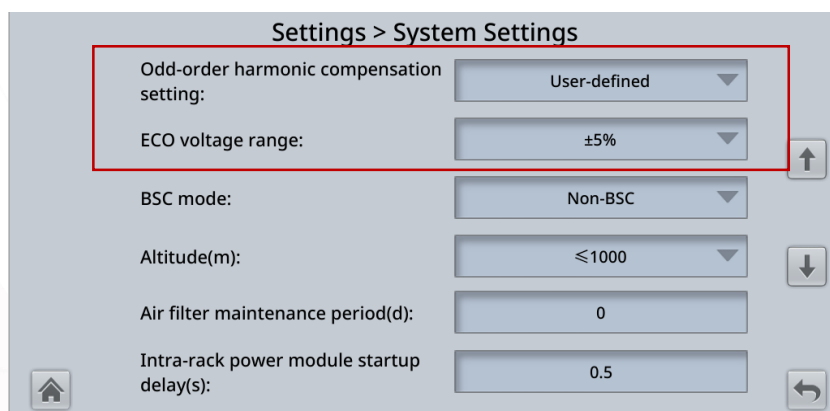 Settings > System Settings
Odd-order harmonic compensation
setting:
User-defined
ECO voltage range:
±5%
BSC mode:
Non-BSC
Altitude(m):
≤1000
Air filter maintenance period(d):
0
Intra-rack power module startup
delay(s):
0.5